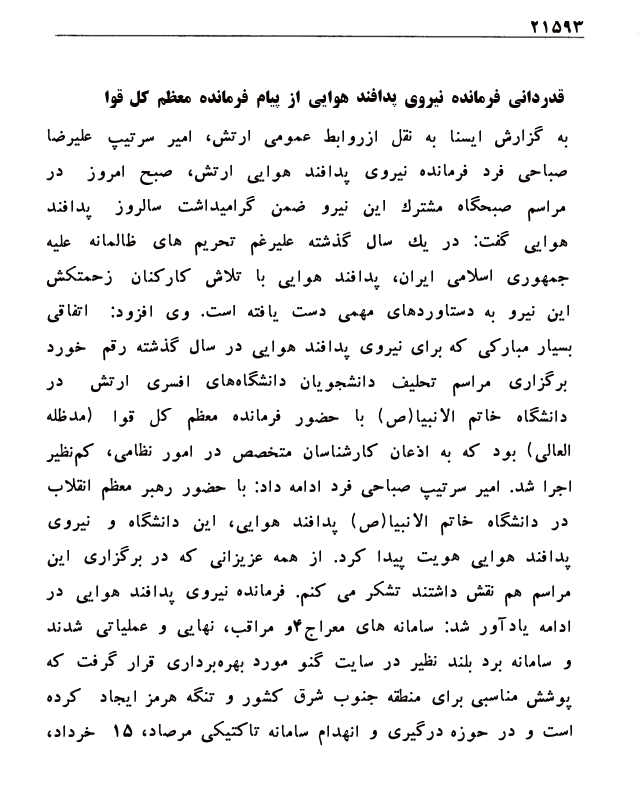 ۲۱۵۹۳
قدردانی فرمانده نیروی پدافند هوایی از پیام فرمانده معظم کل قوا
به گزارش ایسنا به نقل ازروابط عمومی ارتش، امیر سرتیپ علیرضا
صباحی فرد فرمانده نیروی پدافند هوایی ارتش، صبح امروز در
مراسم صبحگاه مشترك این نیرو ضمن گرامیداشت سالروز پدافند
هوایی گفت: در یك سال گذشته علیرغم تحریم های ظالمانه علیه
جمهوری اسلامی ایران، پدافند هوایی با تلاش کارکنان زحمتکش
این نیرو به دستاوردهای مهمی دست یافته است. وی افزود: اتفاقی
بسیار مبارکی که برای نیروی پدافند هوایی در سال گذشته رقم خورد
برگزاری مراسم تحلیف دانشجویان دانشگاه‌های افسری ارتش در
دانشگاه خاتم الانبیا(ص) با حضور فرمانده معظم کل قوا (مدظله
العالی) بود که به اذعان کارشناسان متخصص در امور نظامی، کم‌نظیر
اجرا شد. امیر سرتیپ صباحی فرد ادامه داد: با حضور رهبر معظم انقلاب
در دانشگاه خاتم الانبیا(ص) پدافند هوایی، این دانشگاه و نیروی
پدافند هوایی هویت پیدا کرد. از همه عزیزانی که در برگزاری این
مراسم هم نقش داشتند تشکر می کنم. فرمانده نیروی پدافند هوایی در
ادامه یادآور شد: سامانه های معراج۴و مراقب، نهایی و عملیاتی شدند
و سامانه برد بلند نظیر در سایت گنو مورد بهره‌برداری قرار گرفت که
پوشش مناسبی برای منطقه جنوب شرق کشور و تنگه هرمز ایجاد کرده
است و در حوزه درگیری و انهدام سامانه تاکتیکی مرصاد، ۱۵ خرداد،